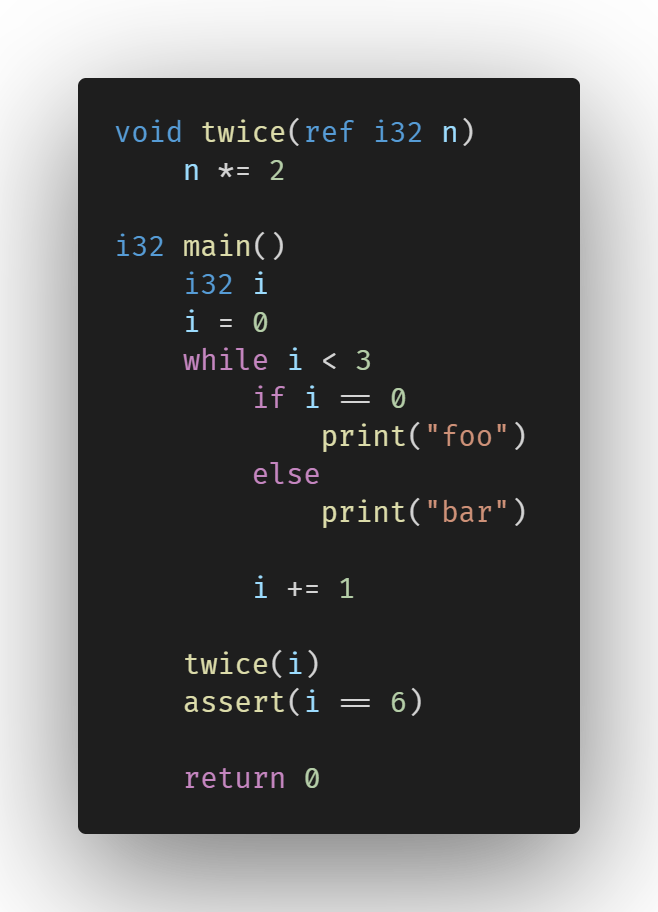 void twice(ref i32 n)
    n *= 2

i32 main()
    i32 i
    i = 0
    while i < 3
        if i == 0
            print("foo")
        else
            print("bar")

        i += 1

    twice(i)
    assert(i == 6)

    return 0